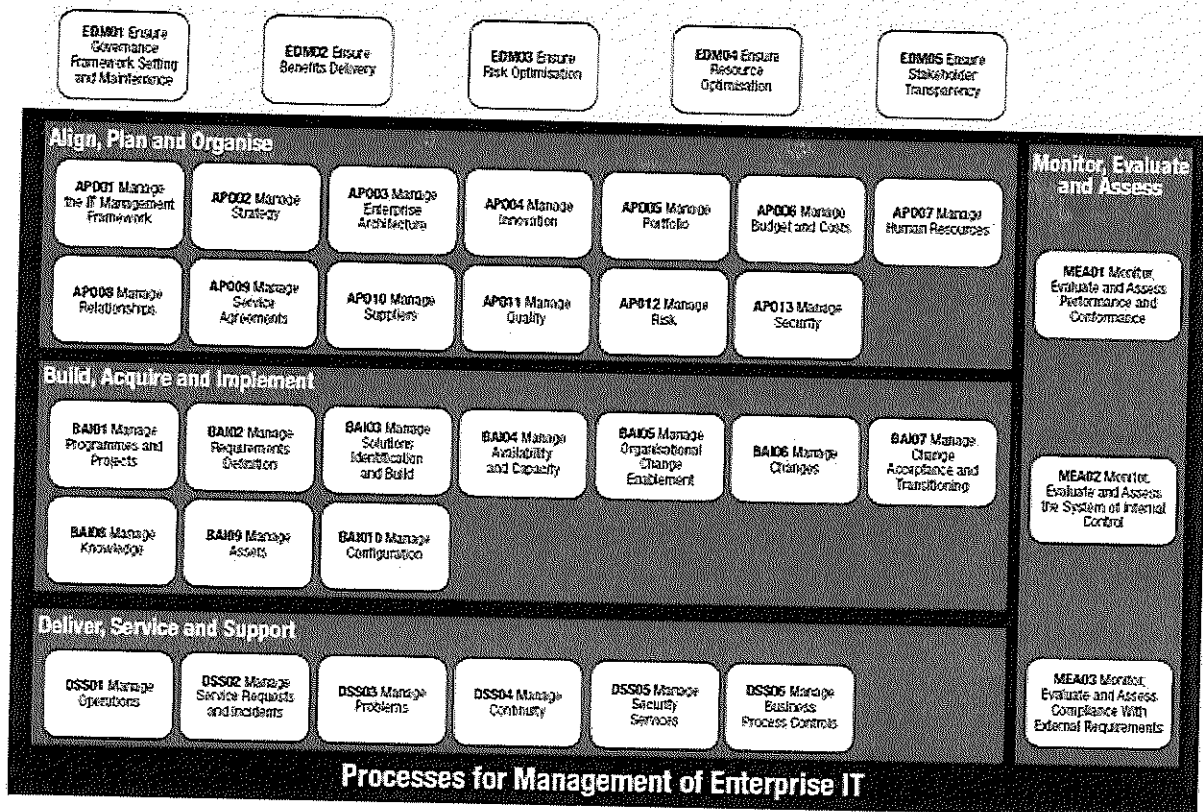 EDM01 Ensure
Governance
Framework Setting
and Maintenance
EDM02 Ensure
Benefits Delivery
EDM03 Ensure
Risk Optimisation
EDM04 Ensure
Resource
Optimisation
EDM05 Ensure
Stakeholder
Transparency
Align, Plan and Organise
APO01 Manage
the IT Management
Framework
APO02 Manage
Strategy
APO03 Manage
Enterprise
Architecture
APO04 Manage
Innovation
APO05 Manage
Portfolio
APO06 Manage
Budget and Costs
APO07 Manage
Human Resources
APO08 Manage
Relationships
APO09 Manage
Service
Agreements
APO10 Manage
Suppliers
APO11 Manage
Quality
APO12 Manage
Risk
APO13 Manage
Security
Build, Acquire and Implement
BAI01 Manage
Programmes and
Projects
BAI02 Manage
Requirements
Definition
BAI03 Manage
Solutions
Identification
and Build
BAI04 Manage
Availability
and Capacity
BAI05 Manage
Organisational
Change
Enablement
BAI06 Manage
Changes
BAI07 Manage
Change
Acceptance and
Transitioning
BAI08 Manage
Knowledge
BAI09 Manage
Assets
BAI010 Manage
Configuration
Deliver, Service and Support
DSS01 Manage
Operations
DSS02 Manage
Service Requests
and Incidents
DSS03 Manage
Problems
DSS04 Manage
Continuity
DSS05 Manage
Security
Services
DSS06 Manage
Business
Process Controls
Monitor, Evaluate
and Assess
MEA01 Monitor,
Evaluate and Assess
Performance and
Conformance
MEA02 Monitor,
Evaluate and Assess
the System of Internal
Control
MEA03 Monitor,
Evaluate and Assess
Compliance With
External Requirements
Processes for Management of Enterprise IT